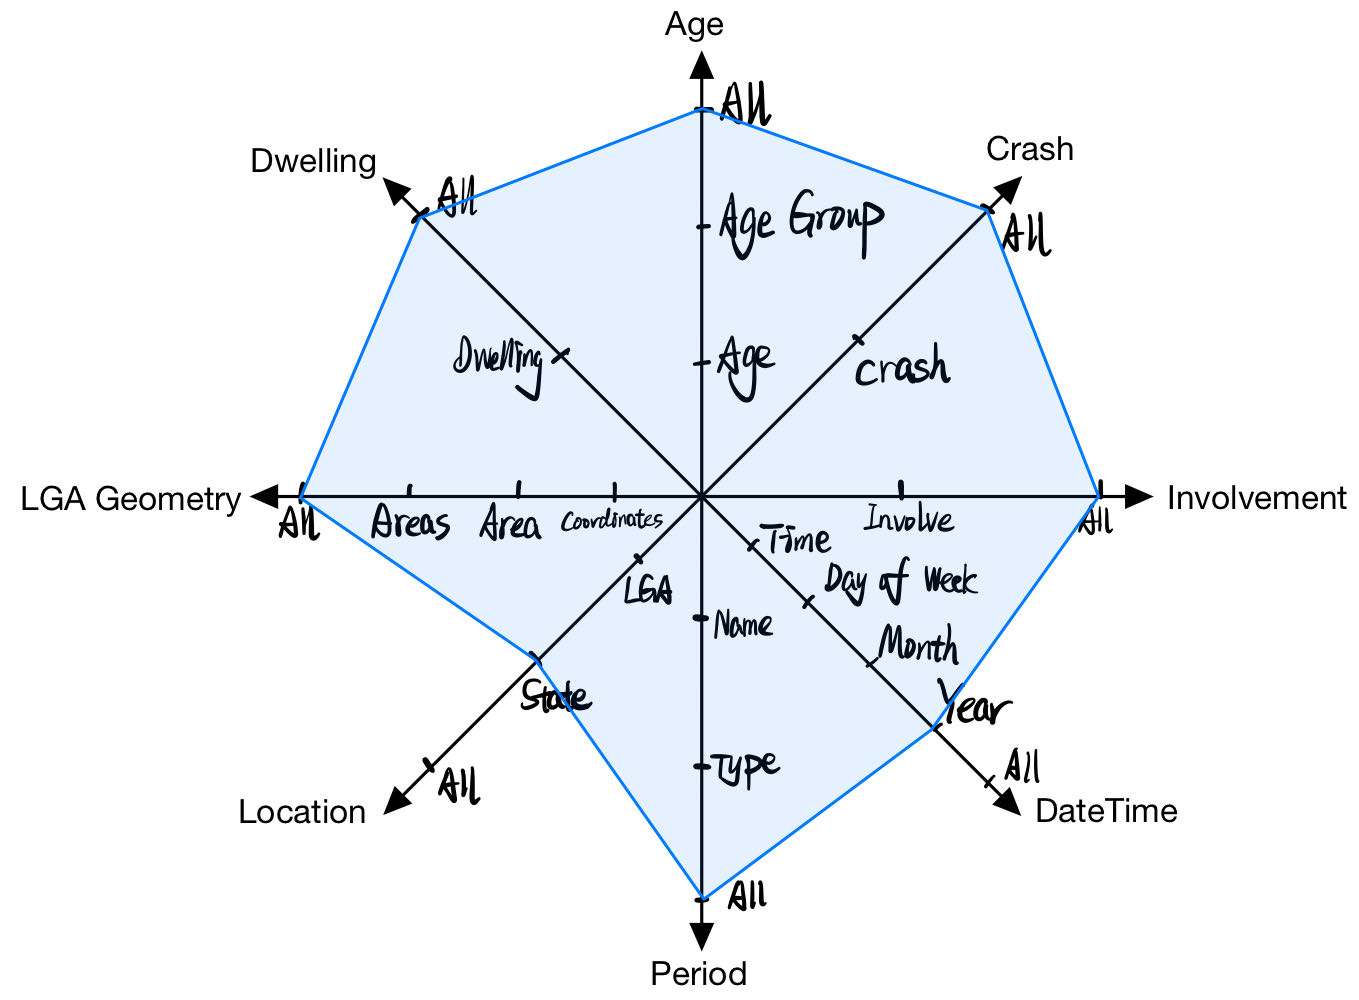 Age
All
Crash
Dwelling
All
All
Age Group
Dwelling
Age
crash
LGA Geometry
Involvement
All
Areas
Area
Coordinates
Involve
All
Time
LGA
Day of Week
Name
Month
State
Year
Type
All
All
Location
DateTime
All
Period